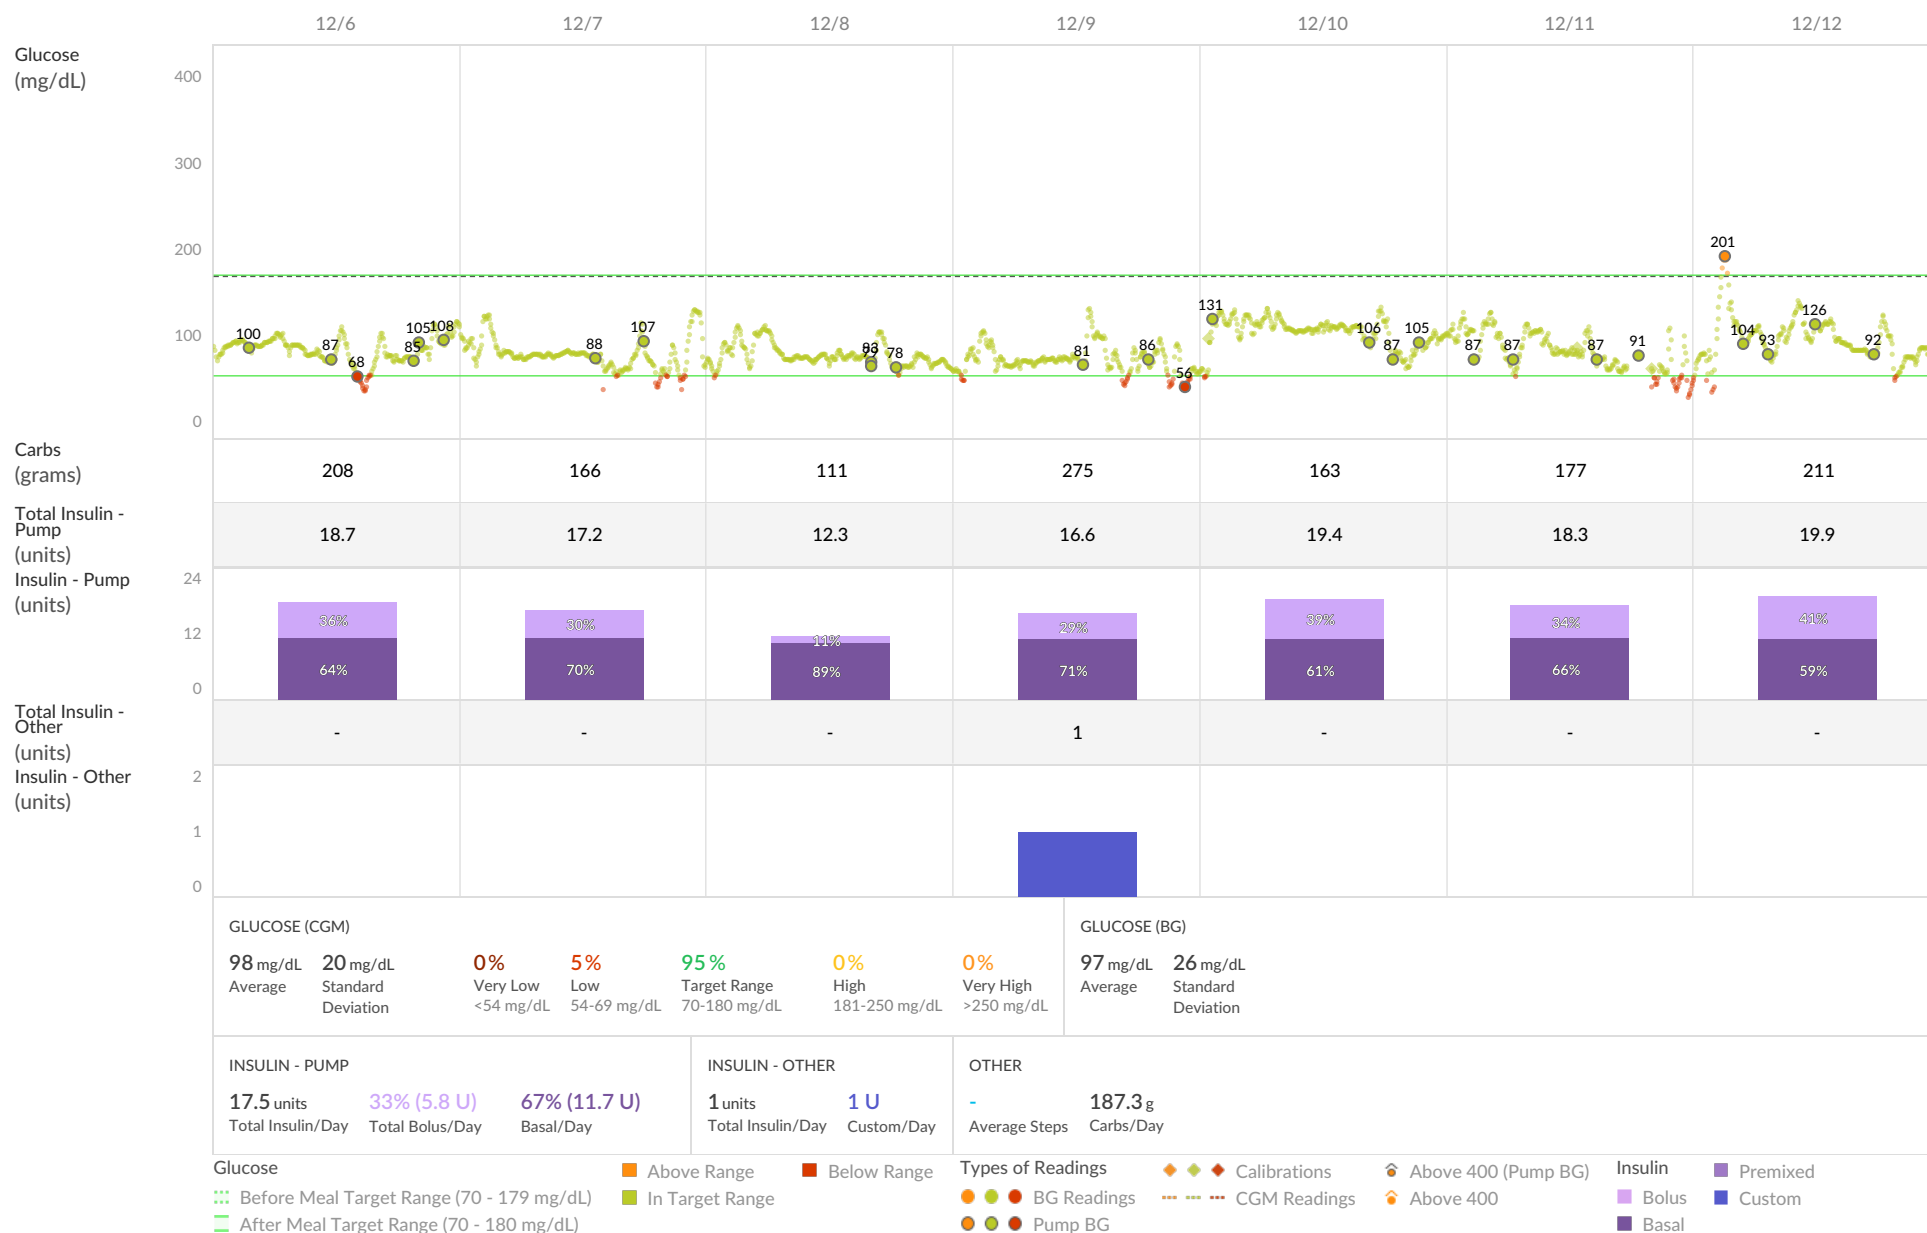 12/6 12/7 12/8 12/9 12/10 12/11 12/12
Glucose
(mg/dL)
400
300
200
100
0
100
87
68
105
85
108
88
107
93
78
81
86
56
131
106
87
105
87
87
87
91
201
104
93
126
92
Carbs
(grams)
208 166 111 275 163 177 211
Total Insulin -
Pump
(units)
18.7 17.2 12.3 16.6 19.4 18.3 19.9
Insulin - Pump
(units)
24
12
0
36% 30% 11% 29% 39% 34% 41%
64% 70% 89% 71% 61% 66% 59%
Total Insulin -
Other
(units)
- - - 1 - - -
Insulin - Other
(units)
2
1
0
GLUCOSE (CGM)
98 mg/dL
Average
20 mg/dL
Standard
Deviation
0%
Very Low
<54 mg/dL
5%
Low
54-69 mg/dL
95%
Target Range
70-180 mg/dL
0%
High
181-250 mg/dL
0%
Very High
>250 mg/dL
GLUCOSE (BG)
97 mg/dL
Average
26 mg/dL
Standard
Deviation
INSULIN - PUMP
17.5 units
Total Insulin/Day
33% (5.8 U)
Total Bolus/Day
67% (11.7 U)
Basal/Day
INSULIN - OTHER
1 units
Total Insulin/Day
1 U
Custom/Day
OTHER
-
Average Steps
187.3 g
Carbs/Day
Glucose
Before Meal Target Range (70 - 179 mg/dL)
After Meal Target Range (70 - 180 mg/dL)
Above Range
In Target Range
Below Range
Types of Readings
BG Readings
Pump BG
Calibrations
CGM Readings
Above 400 (Pump BG)
Above 400
Insulin
Bolus
Basal
Premixed
Custom